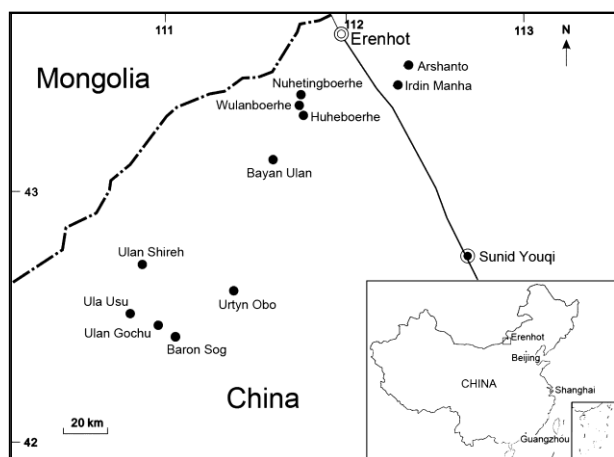 111
112
113
Erenhot
N
Arshanto
Mongolia
Nuhetingboerhe
Irdin Manha
Wulanboerhe
Huheboerhe
Bayan Ulan
43
Ulan Shireh
Sunid Youqi
Urtyn Obo
Ula Usu
Ulan Gochu
Baron Sog
Erenhot
Beijing
CHINA
Shanghai
China
20 km
Guangzhou
42